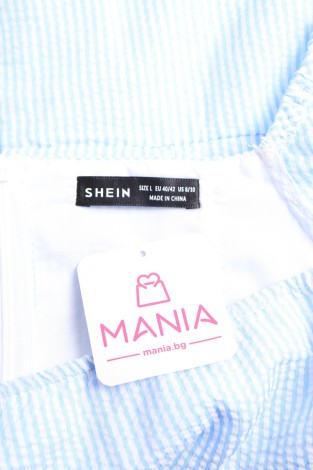 SHEIN
SIZE L EU 40/42 US 8/10
MADE IN CHINA
MANIA
mania.bg